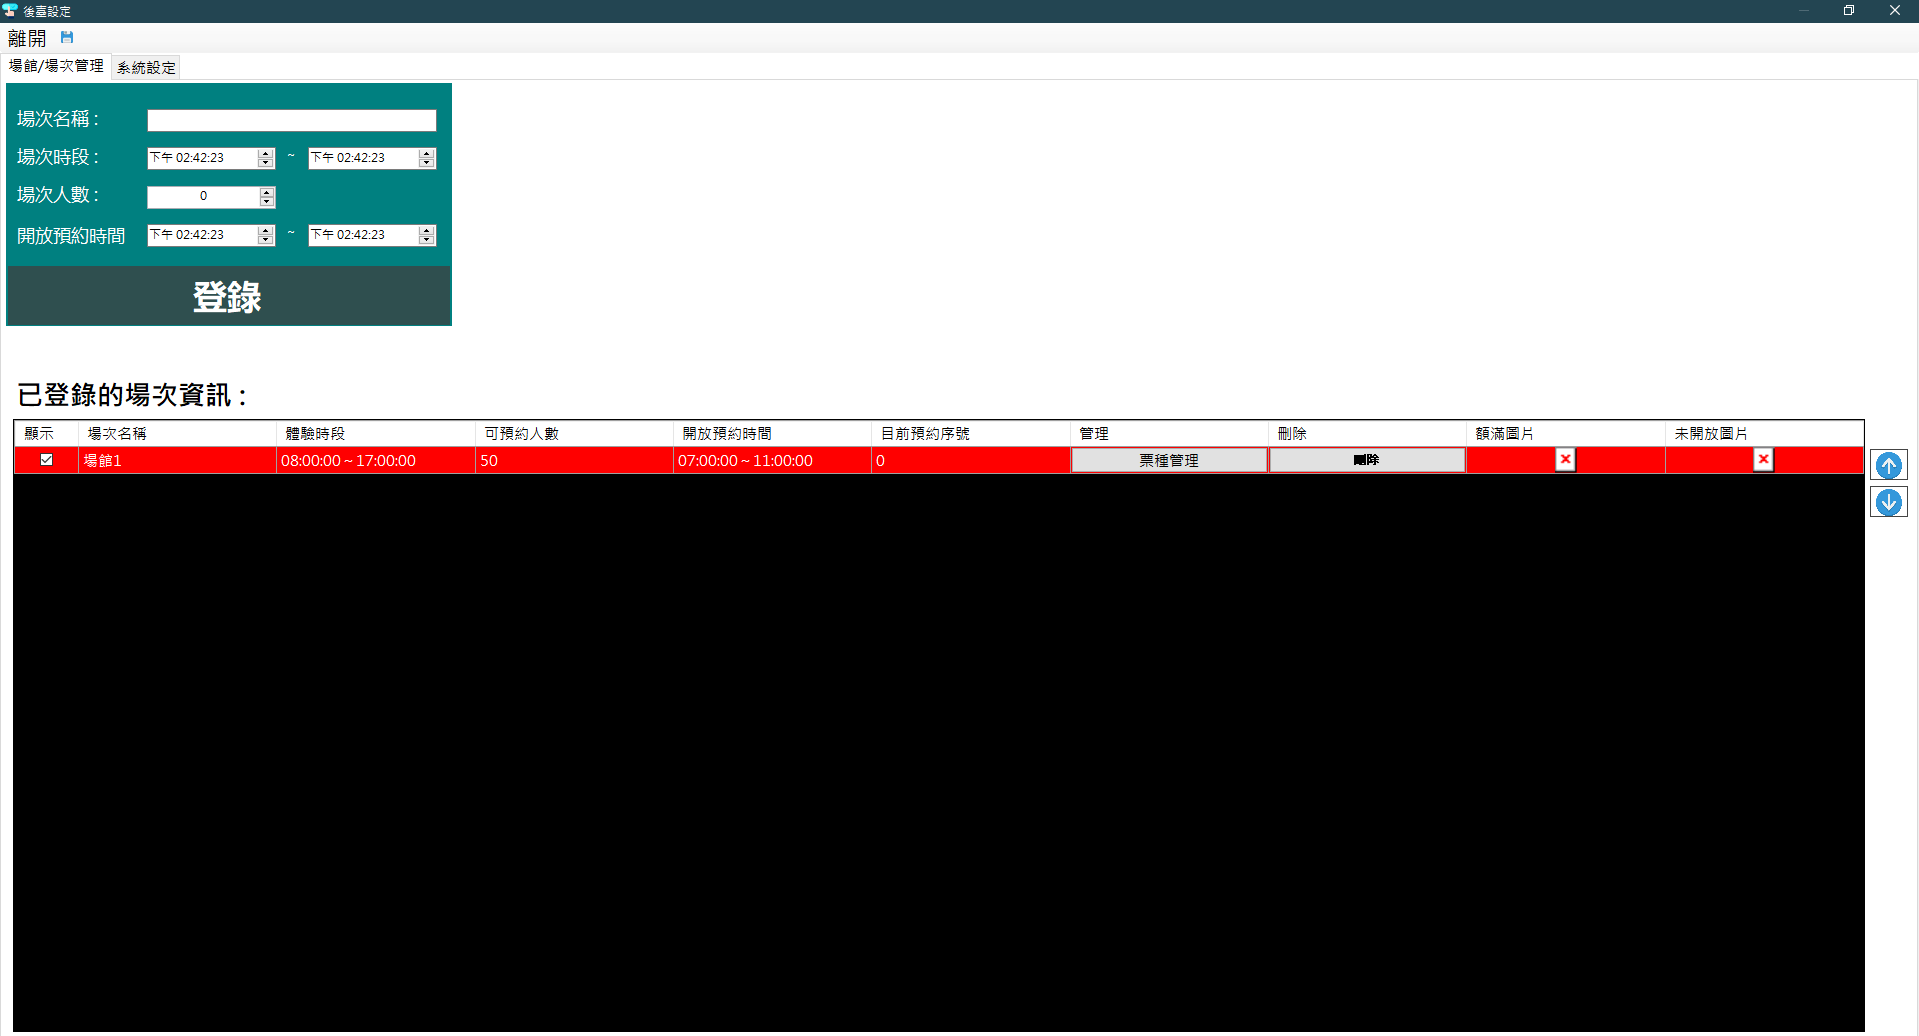 後臺設定
離開
場館/場次管理 系統設定
場次名稱：
場次時段： 下午 02:42:23 ~ 下午 02:42:23
場次人數： 0
開放預約時間 下午 02:42:23 ~ 下午 02:42:23
登錄
已登錄的場次資訊：
顯示 場次名稱 體驗時段 可預約人數 開放預約時間 目前預約序號 管理 刪除 額滿圖片 未開放圖片
場館1 08:00:00 ~ 17:00:00 50 07:00:00 ~ 11:00:00 0 票種管理 刪除